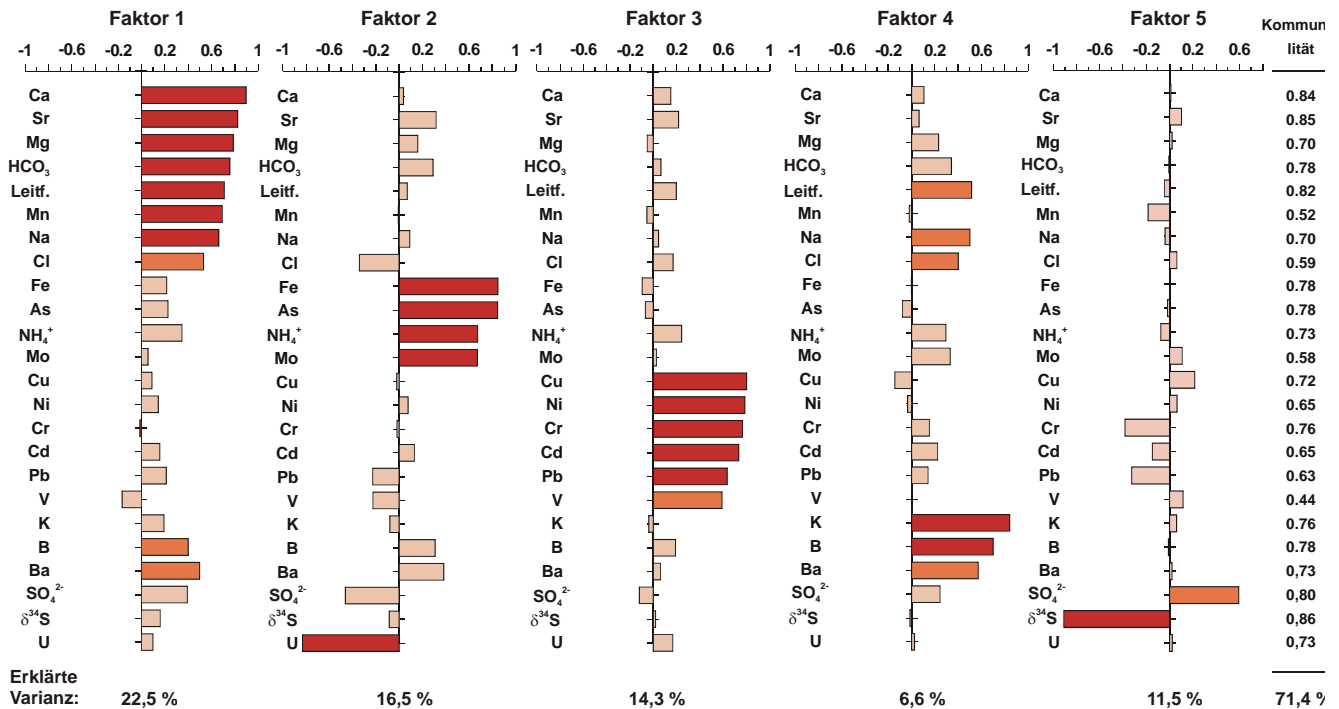 Faktor 1 Faktor 2 Faktor 3 Faktor 4 Faktor 5 Kommun
lität
-1 -0.6 -0.2 0.2 0.6 1 -1 -0.6 -0.2 0.2 0.6 1 -1 -0.6 -0.2 0.2 0.6 1 -1 -0.6 -0.2 0.2 0.6 1 -1 -0.6 -0.2 0.2 0.6
Ca Ca Ca Ca Ca 0.84
Sr Sr Sr Sr Sr 0.85
Mg Mg Mg Mg Mg 0.70
HCO₃ HCO₃ HCO₃ HCO₃ HCO₃ 0.78
Leitf. Leitf. Leitf. Leitf. Leitf. 0.82
Mn Mn Mn Mn Mn 0.52
Na Na Na Na Na 0.70
Cl Cl Cl Cl Cl 0.59
Fe Fe Fe Fe Fe 0.78
As As As As As 0.78
NH₄⁺ NH₄⁺ NH₄⁺ NH₄⁺ NH₄⁺ 0.73
Mo Mo Mo Mo Mo 0.58
Cu Cu Cu Cu Cu 0.72
Ni Ni Ni Ni Ni 0.65
Cr Cr Cr Cr Cr 0.76
Cd Cd Cd Cd Cd 0.65
Pb Pb Pb Pb Pb 0.63
V V V V V 0.44
K K K K K 0.76
B B B B B 0.78
Ba Ba Ba Ba Ba 0,73
SO₄²⁻ SO₄²⁻ SO₄²⁻ SO₄²⁻ SO₄²⁻ 0,80
δ³⁴S δ³⁴S δ³⁴S δ³⁴S δ³⁴S 0,86
U U U U U 0,73
Erklärte
Varianz: 22,5 % 16,5 % 14,3 % 6,6 % 11,5 % 71,4 %